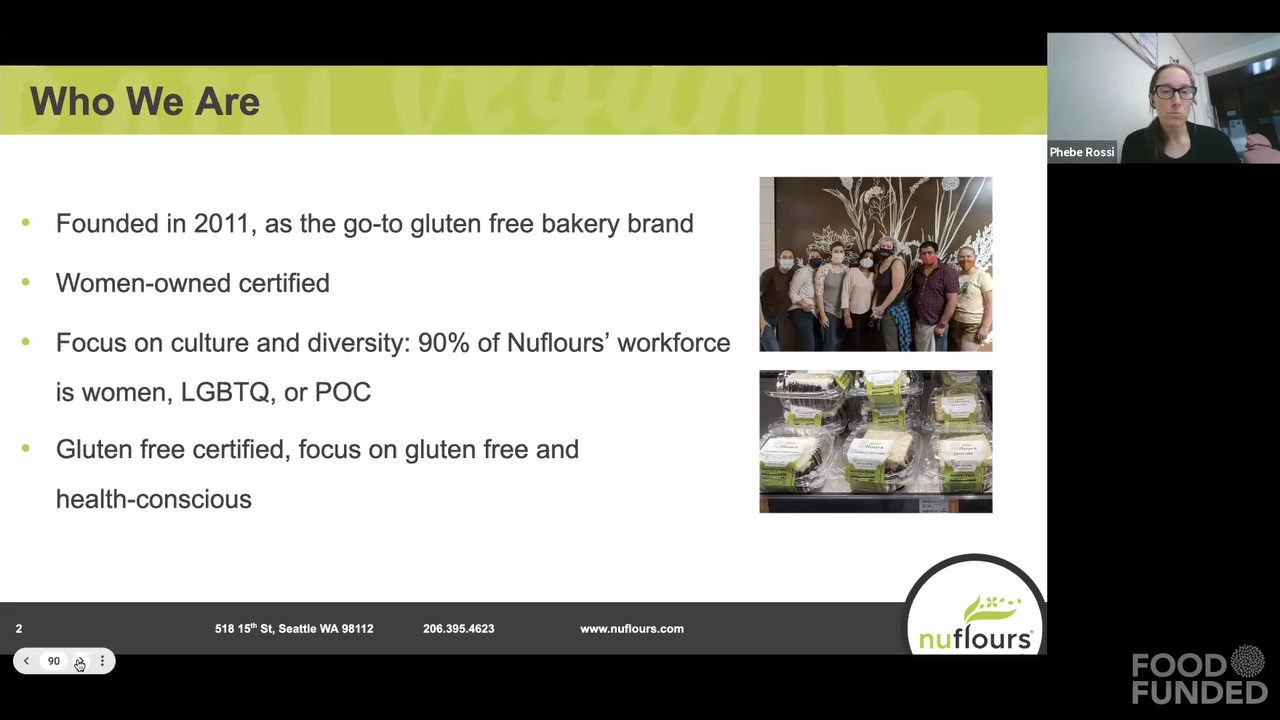 Who We Are
Phebe Rossi
• Founded in 2011, as the go-to gluten free bakery brand
• Women-owned certified
• Focus on culture and diversity: 90% of Nuflours’ workforce
is women, LGBTQ, or POC
• Gluten free certified, focus on gluten free and
health-conscious
2
518 15th St, Seattle WA 98112
206.395.4623
www.nuflours.com
nuflours®
90
FOOD
FUNDED